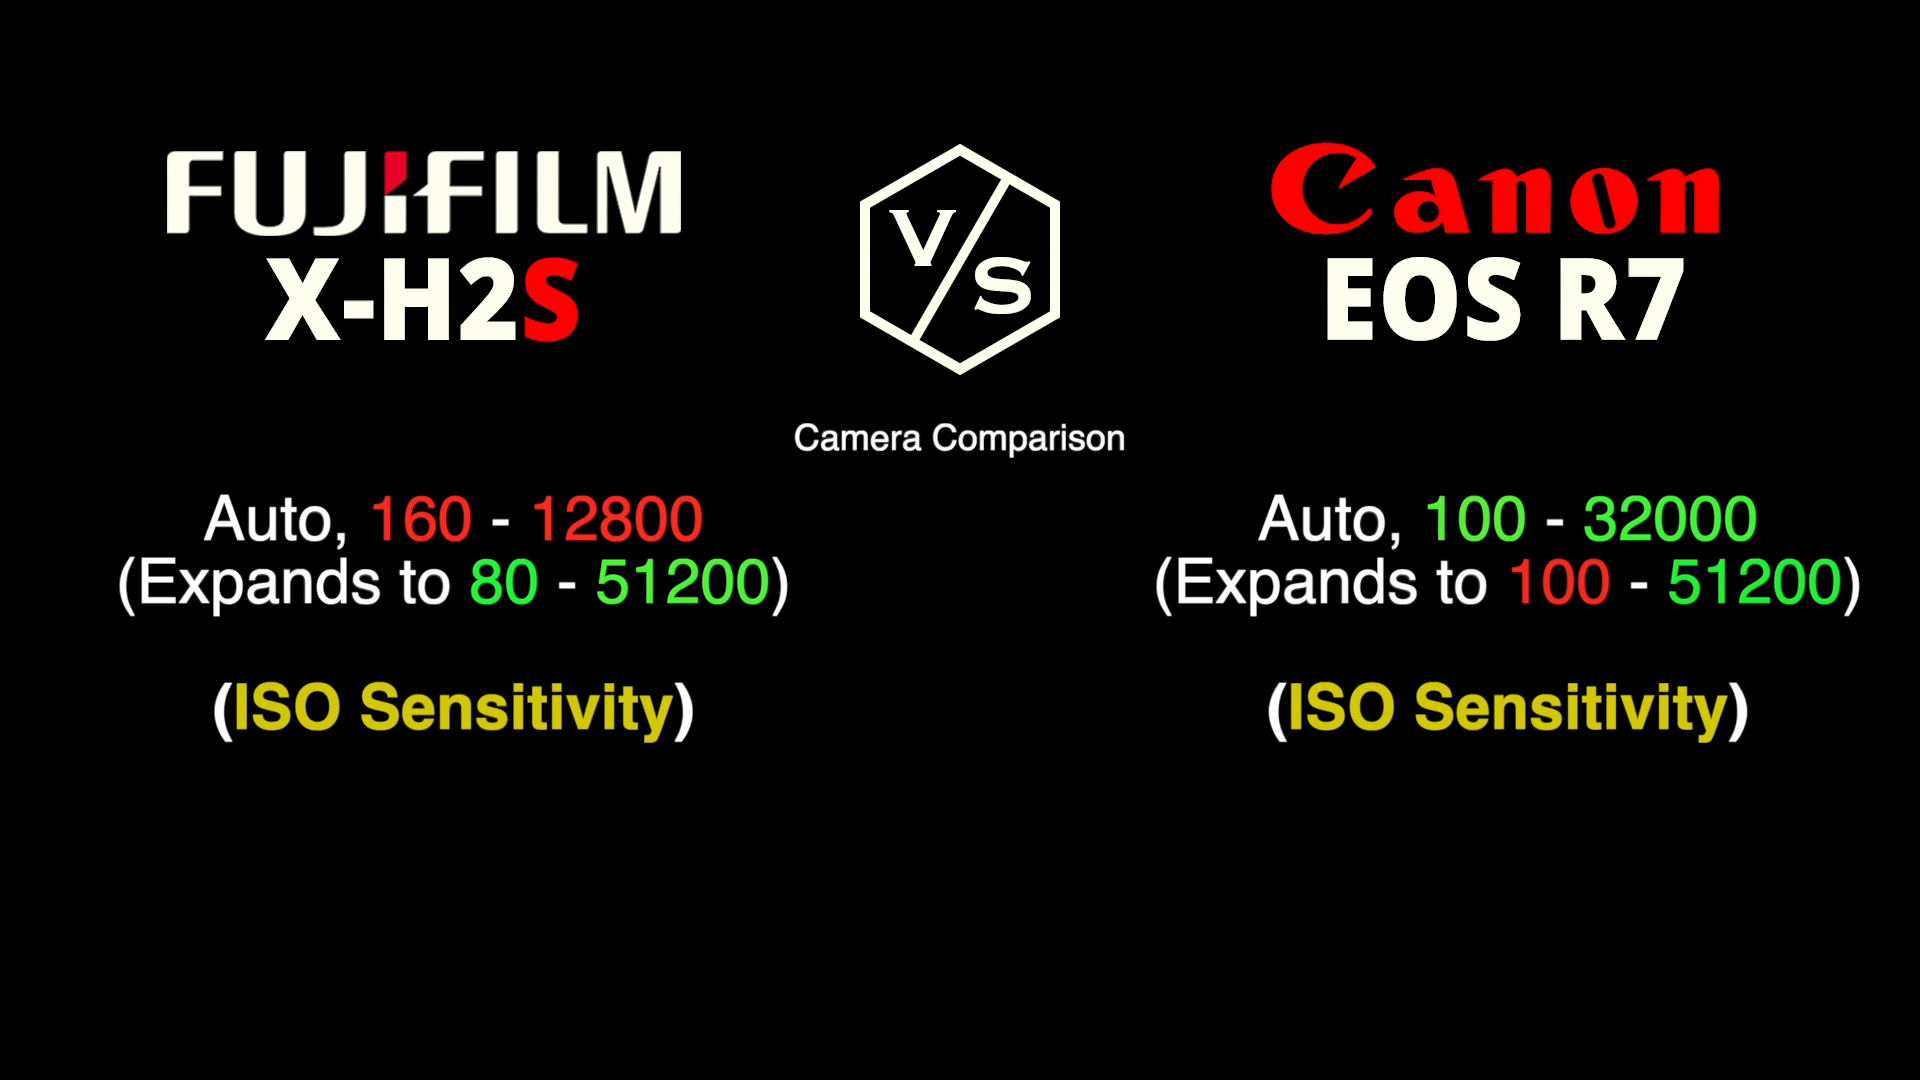 FUJIFILM
X-H2S
VS
Canon
EOS R7
Camera Comparison
Auto, 160 - 12800
(Expands to 80 - 51200)
(ISO Sensitivity)
Auto, 100 - 32000
(Expands to 100 - 51200)
(ISO Sensitivity)